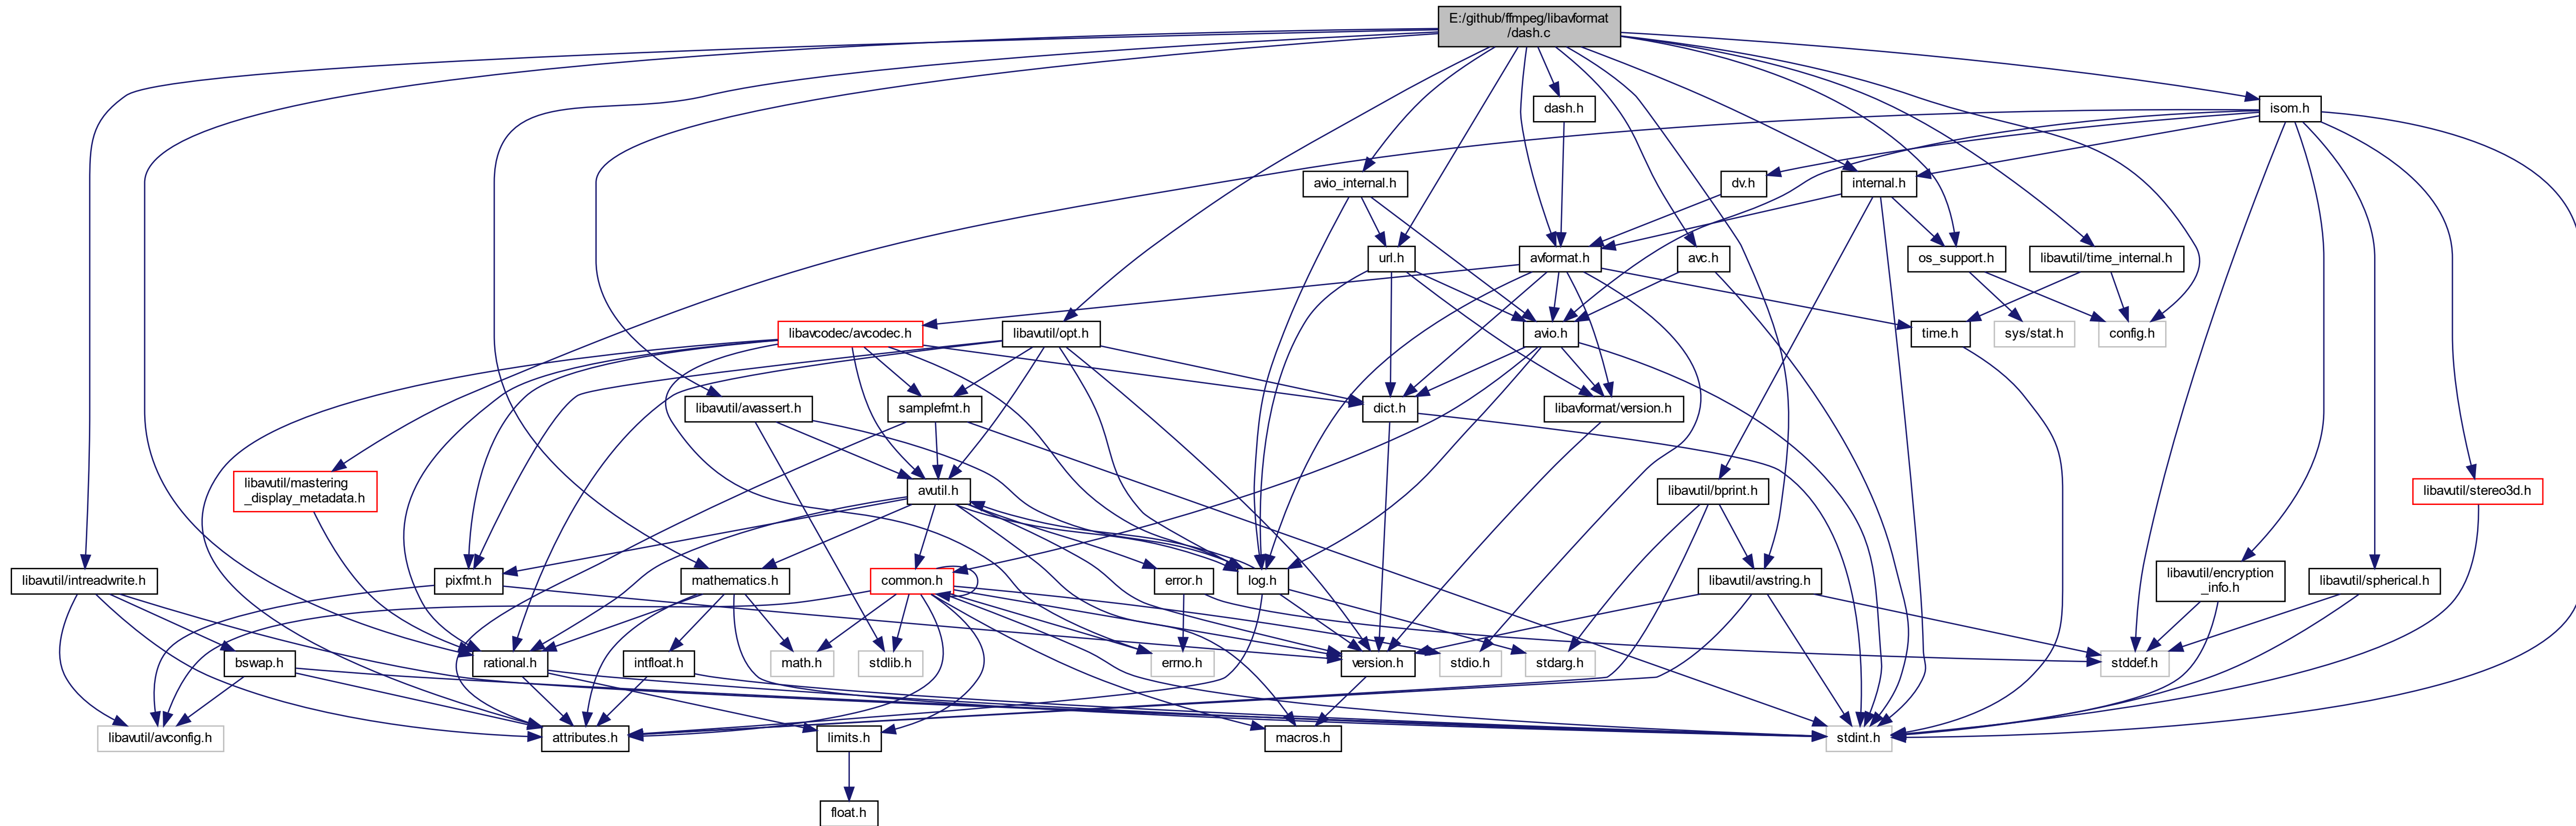 E:/github/ffmpeg/libavformat
/dash.c
dash.h
isom.h
avio_internal.h
dv.h
internal.h
url.h
avformat.h
avc.h
os_support.h
libavutil/time_internal.h
libavcodec/avcodec.h
libavutil/opt.h
avio.h
time.h
sys/stat.h
config.h
libavutil/avassert.h
samplefmt.h
dict.h
libavformat/version.h
libavutil/mastering
_display_metadata.h
avutil.h
libavutil/bprint.h
libavutil/stereo3d.h
libavutil/intreadwrite.h
pixfmt.h
mathematics.h
common.h
error.h
log.h
libavutil/avstring.h
libavutil/encryption
_info.h
libavutil/spherical.h
bswap.h
rational.h
intfloat.h
math.h
stdlib.h
errno.h
version.h
stdio.h
stdarg.h
stddef.h
libavutil/avconfig.h
attributes.h
limits.h
macros.h
stdint.h
float.h